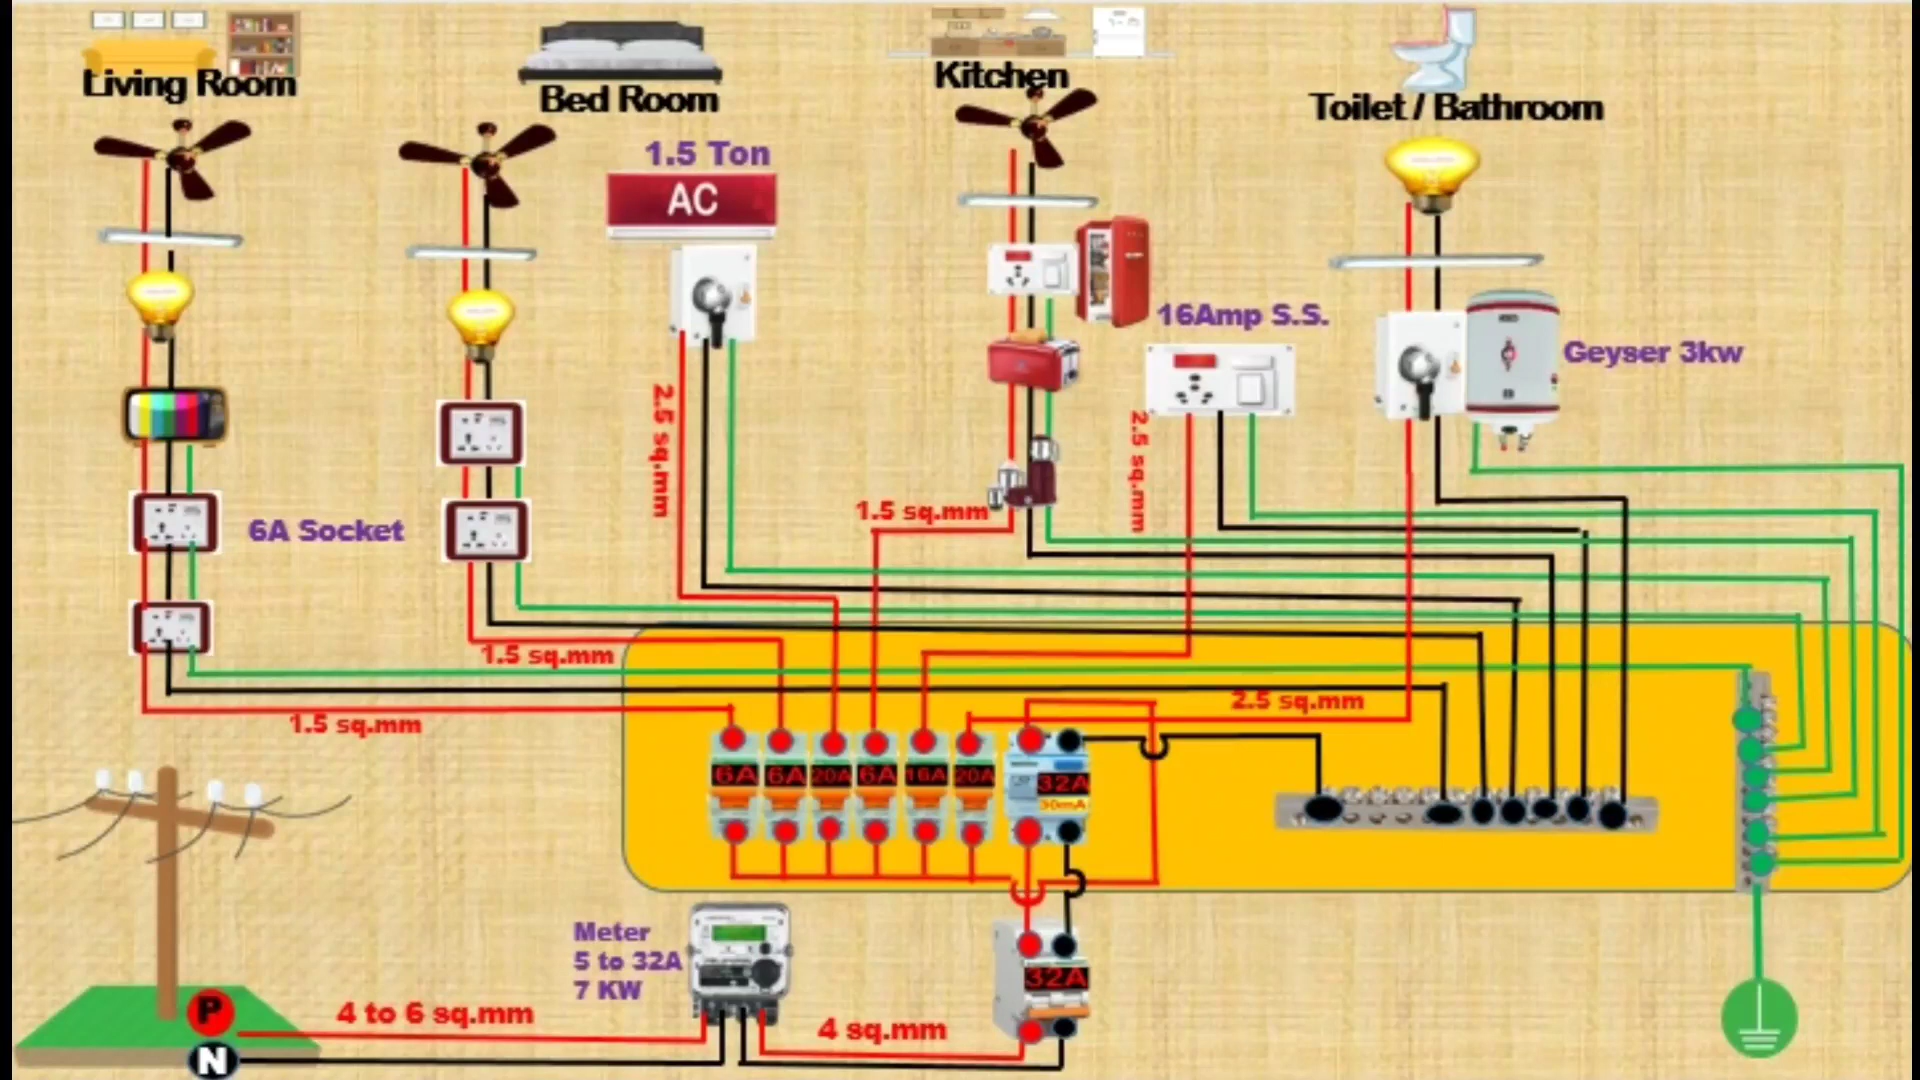 Living Room
Bed Room
Kitchen
Toilet / Bathroom
1.5 Ton
AC
16Amp S.S.
Geyser 3kw
2.5 sq.mm
2.5 sq.mm
1.5 sq.mm
6A Socket
1.5 sq.mm
1.5 sq.mm
2.5 sq.mm
6A
6A
20A
6A
16A
20A
32A
30mA
Meter
5 to 32A
7 KW
32A
P
4 to 6 sq.mm
4 sq.mm
N